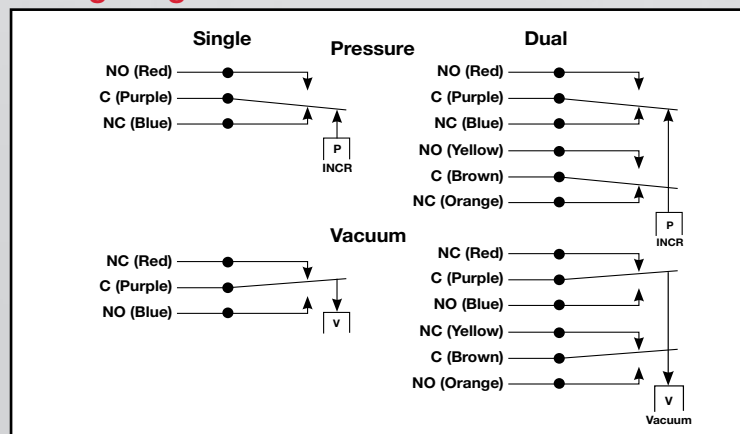 Single
Pressure
Dual
NO (Red)
C (Purple)
NC (Blue)
P
INCR
NO (Red)
C (Purple)
NC (Blue)
NO (Yellow)
C (Brown)
NC (Orange)
P
INCR
Vacuum
NC (Red)
C (Purple)
NO (Blue)
V
NC (Red)
C (Purple)
NO (Blue)
NC (Yellow)
C (Brown)
NO (Orange)
V
Vacuum